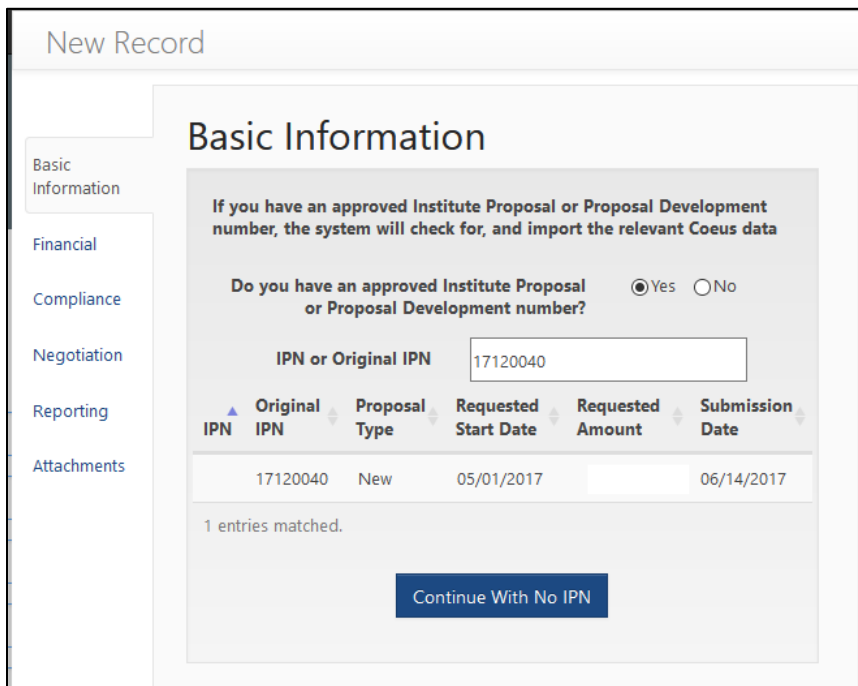 New Record
Basic
Information
Financial
Compliance
Negotiation
Reporting
Attachments
Basic Information
If you have an approved Institute Proposal or Proposal Development
number, the system will check for, and import the relevant Coeus data
Do you have an approved Institute Proposal
or Proposal Development number?
Yes No
IPN or Original IPN 17120040
IPN Original IPN Proposal Type Requested Start Date Requested Amount Submission Date
17120040 New 05/01/2017 06/14/2017
1 entries matched.
Continue With No IPN